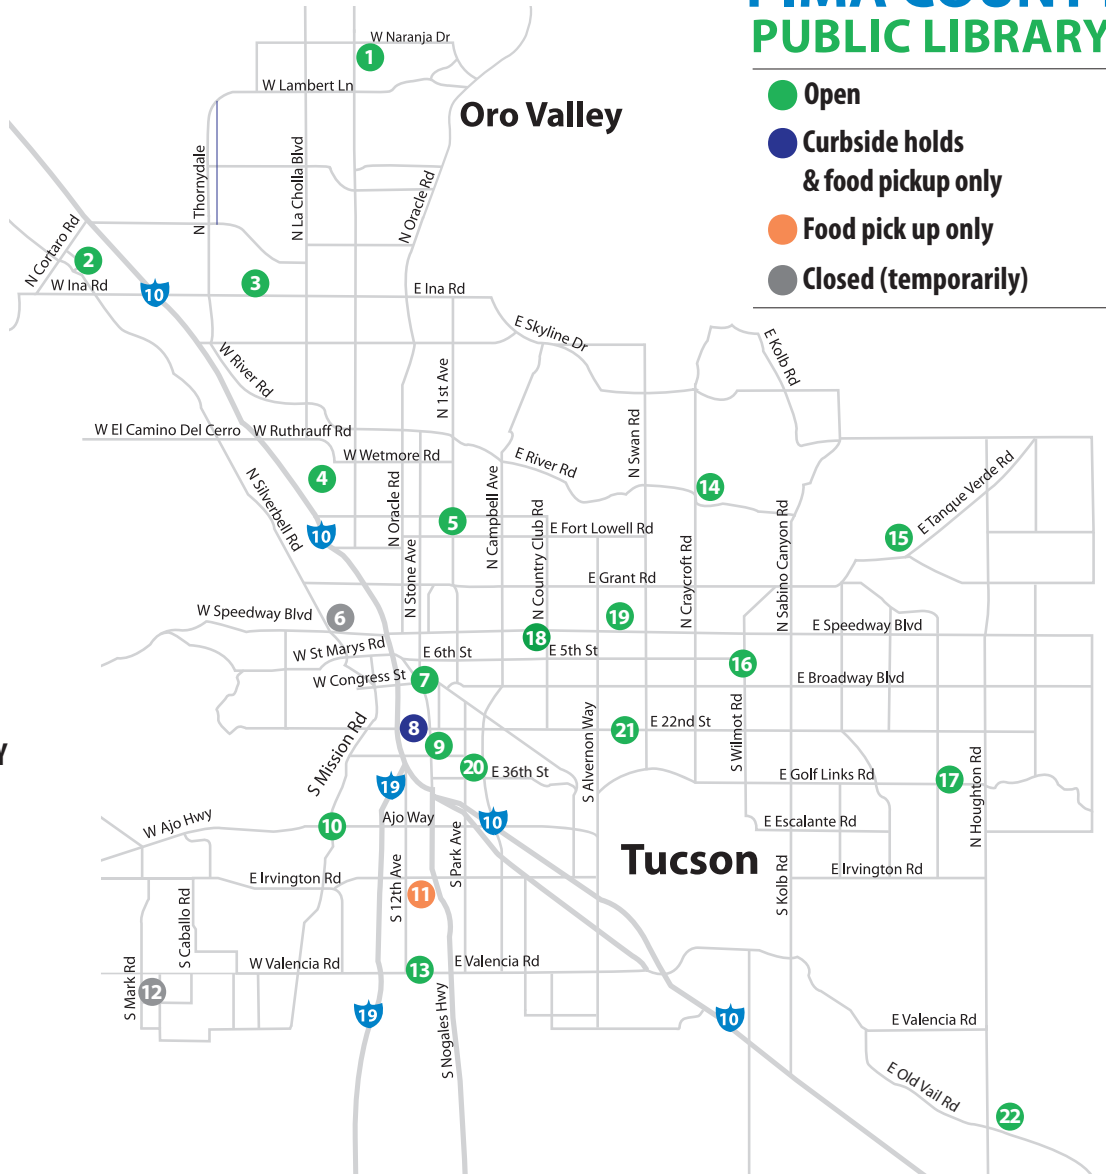 PUBLIC LIBRARY
Open
Curbside holds
& food pickup only
Food pick up only
Closed (temporarily)
W Naranja Dr
1
W Lambert Ln
Oro Valley
N Thornydale
N La Cholla Blvd
N Oracle Rd
N Cortaro Rd
2
3
W Ina Rd
10
E Ina Rd
E Skyline Dr
E Kolb Rd
W River Rd
N 1st Ave
W El Camino Del Cerro
W Ruthrauff Rd
N Swan Rd
W Wetmore Rd
E River Rd
E Tanque Verde Rd
4
N Silverbell Rd
N Oracle Rd
N Campbell Ave
14
5
10
N Country Club Rd
E Fort Lowell Rd
N Sabino Canyon Rd
15
N Stone Ave
N Craycroft Rd
E Grant Rd
W Speedway Blvd
6
19
E Speedway Blvd
18
W St Marys Rd
E 6th St
E 5th St
16
W Congress St
7
E Broadway Blvd
S Mission Rd
8
21
E 22nd St
S Wilmot Rd
Y
9
S Alvernon Way
20
E 36th St
E Golf Links Rd
17
N Houghton Rd
19
10
W Ajo Hwy
Ajo Way
10
E Escalante Rd
S Park Ave
Tucson
E Irvington Rd
S 12th Ave
11
S Kolb Rd
E Irvington Rd
S Caballo Rd
W Valencia Rd
13
E Valencia Rd
S Mark Rd
12
19
S Nogales Hwy
10
E Valencia Rd
E Old Vail Rd
22